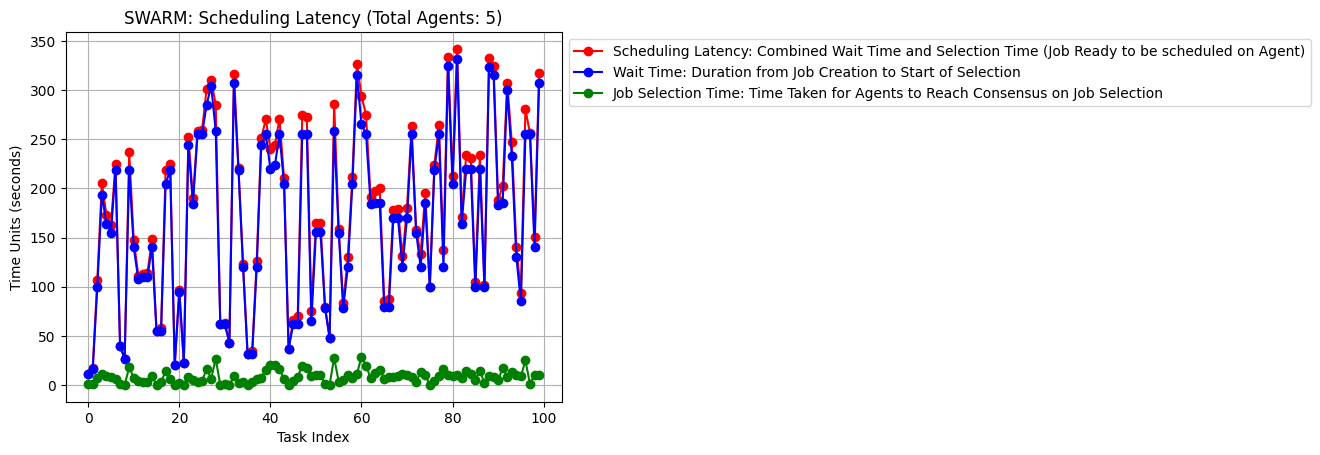 SWARM: Scheduling Latency (Total Agents: 5)
Scheduling Latency: Combined Wait Time and Selection Time (Job Ready to be scheduled on Agent)
Wait Time: Duration from Job Creation to Start of Selection
Job Selection Time: Time Taken for Agents to Reach Consensus on Job Selection
Time Units (seconds)
350
300
250
200
150
100
50
0
0 20 40 60 80 100
Task Index